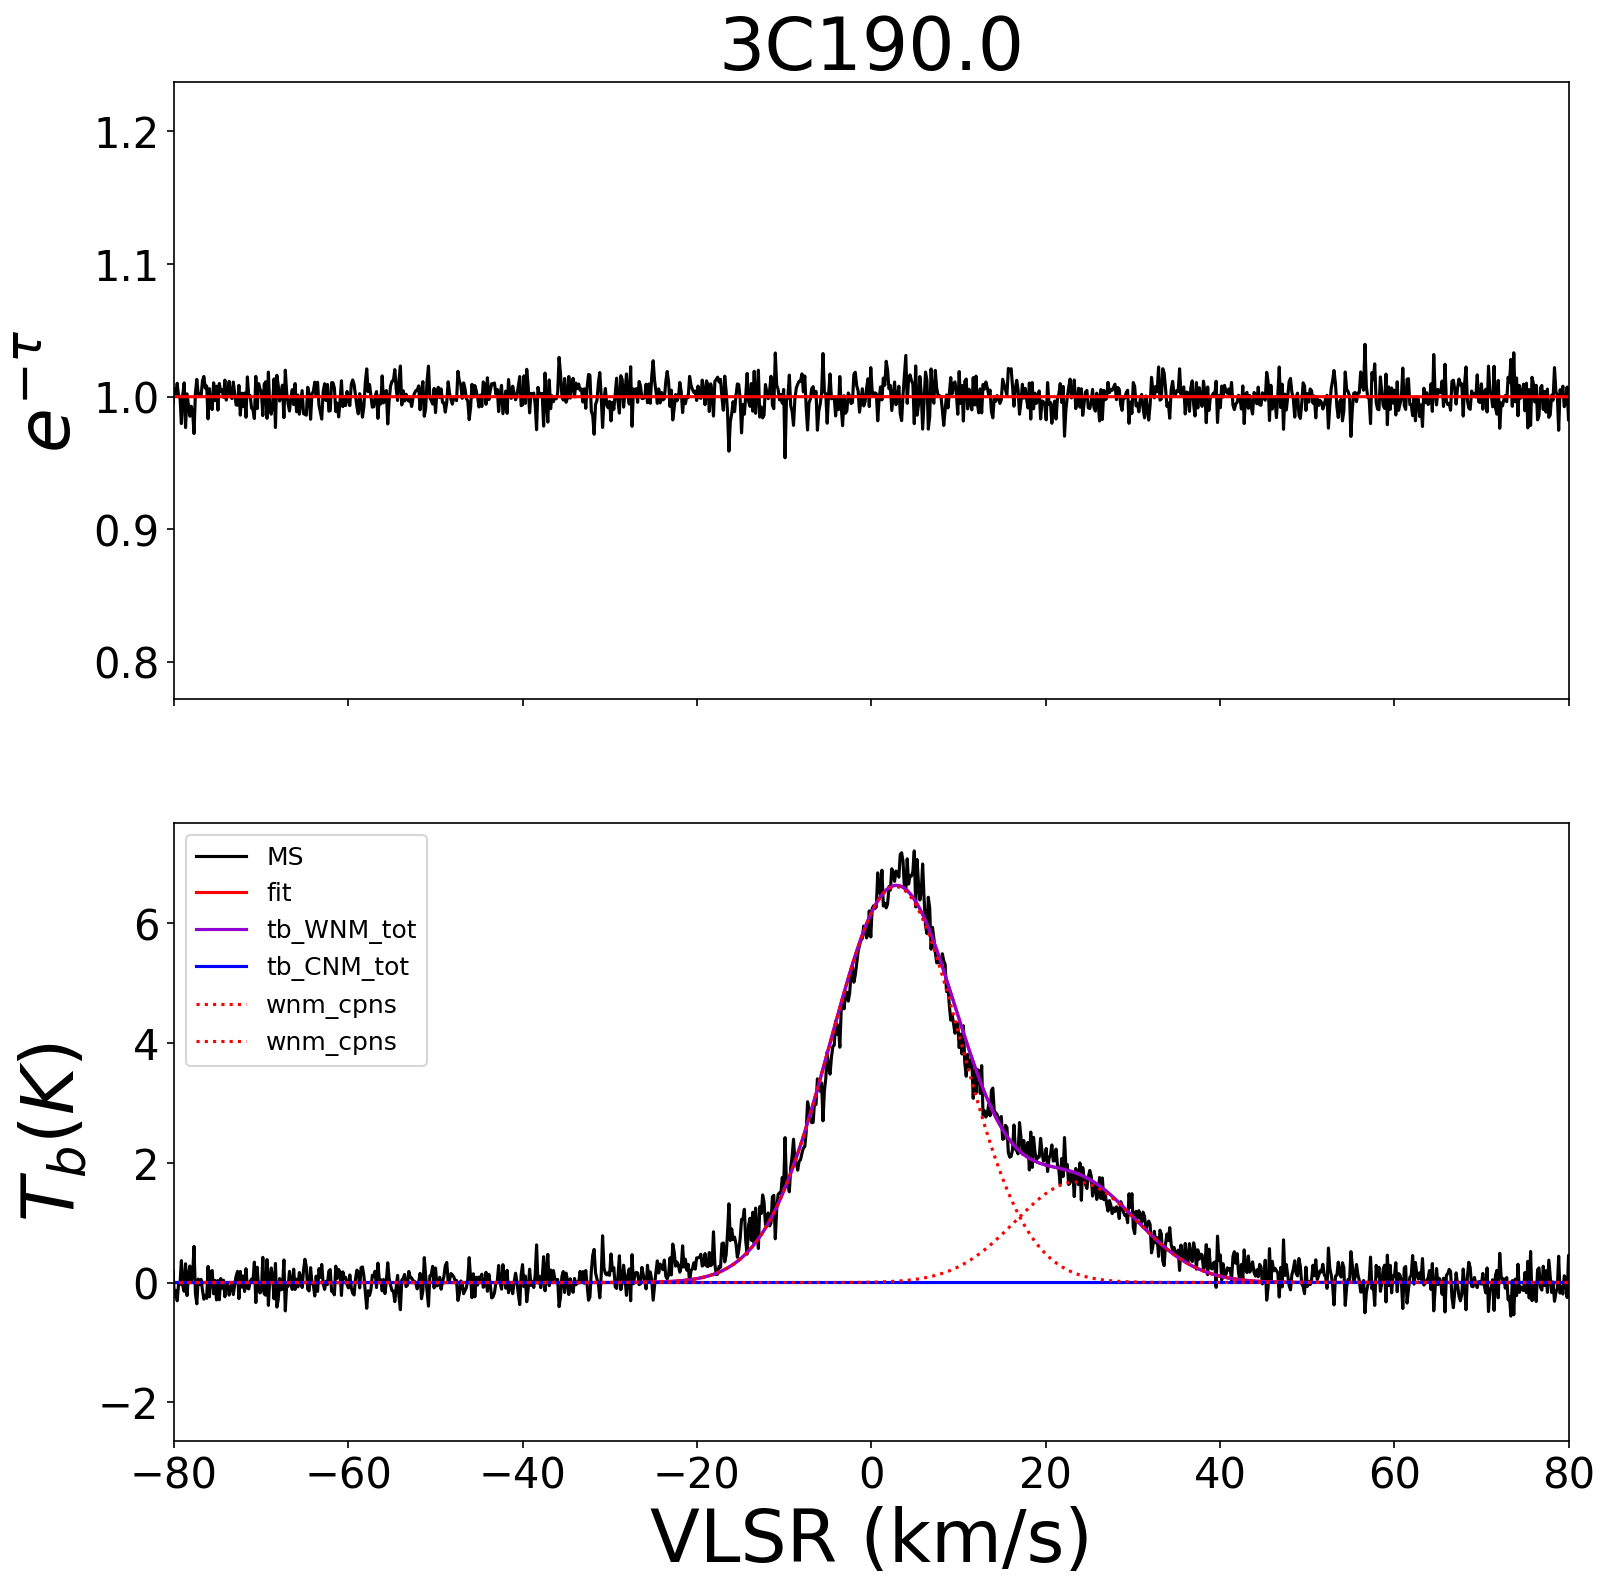 3C190.0
1.2
1.1
1.0
0.9
0.8
e^{-τ}
MS
fit
tb_WNM_tot
tb_CNM_tot
wnm_cpns
wnm_cpns
6
4
2
0
−2
T_b(K)
−80 −60 −40 −20 0 20 40 60 80
VLSR (km/s)